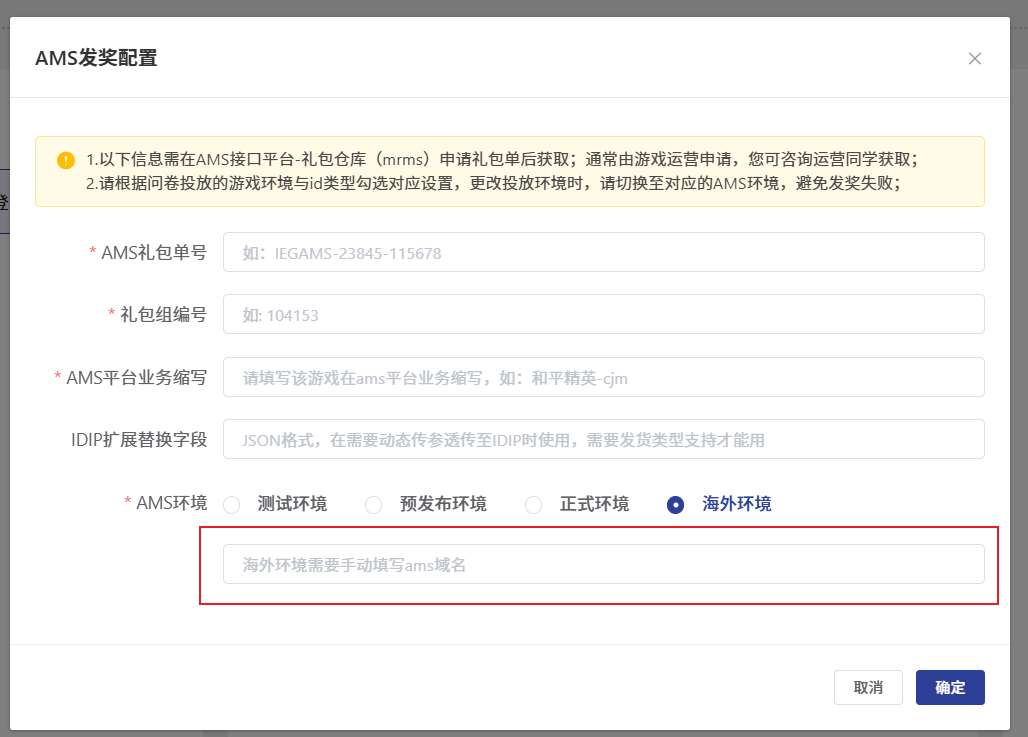 AMS发奖配置
1.以下信息需在AMS接口平台-礼包仓库（mrms）申请礼包单后获取；通常由游戏运营申请，您可咨询运营同学获取；
2.请根据问卷投放的游戏环境与id类型勾选对应设置，更改投放环境时，请切换至对应的AMS环境，避免发奖失败；
* AMS礼包单号 如：IEGAMS-23845-115678
* 礼包组编号 如: 104153
* AMS平台业务缩写 请填写该游戏在ams平台业务缩写，如：和平精英-cjm
IDIP扩展替换字段 JSON格式，在需要动态传参透传至IDIP时使用，需要发货类型支持才能用
* AMS环境 测试环境 预发布环境 正式环境 海外环境
海外环境需要手动填写ams域名
取消 确定